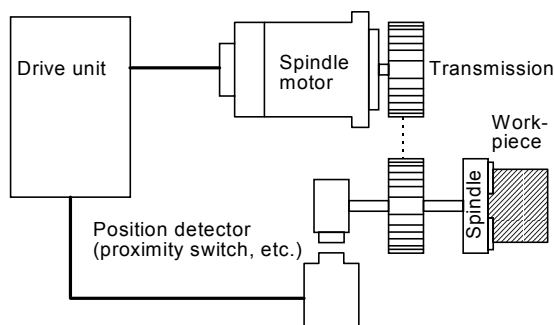 Drive unit
Spindle
motor
Transmission
Work-
piece
Spindle
Position detector
(proximity switch, etc.)